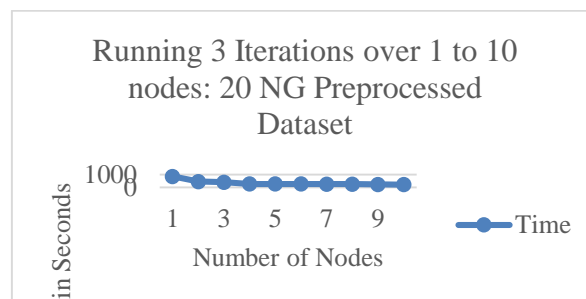 Running 3 Iterations over 1 to 10
nodes: 20 NG Preprocessed
Dataset
1000
0
1 3 5 7 9
Number of Nodes
in Seconds
Time